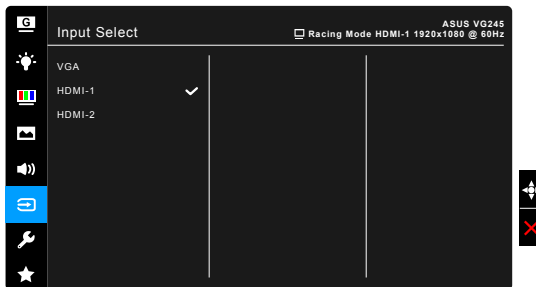 G
Input Select
ASUS VG245
Racing Mode HDMI-1 1920x1080 @ 60Hz
VGA
HDMI-1
HDMI-2